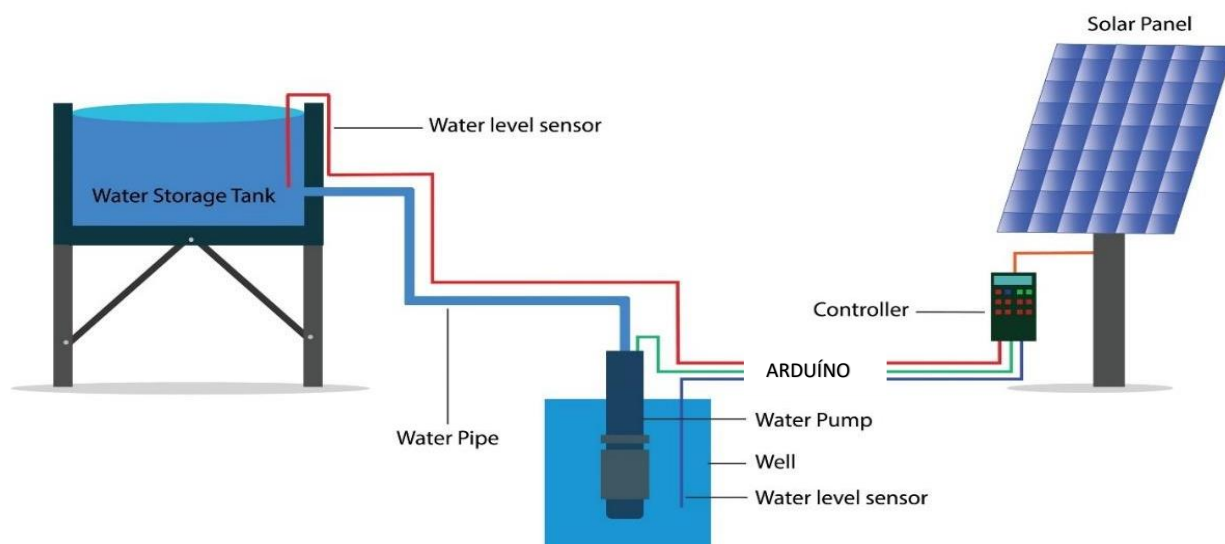 Solar Panel
Water level sensor
Water Storage Tank
Controller
ARDUÍNO
Water Pump
Water Pipe
Well
Water level sensor